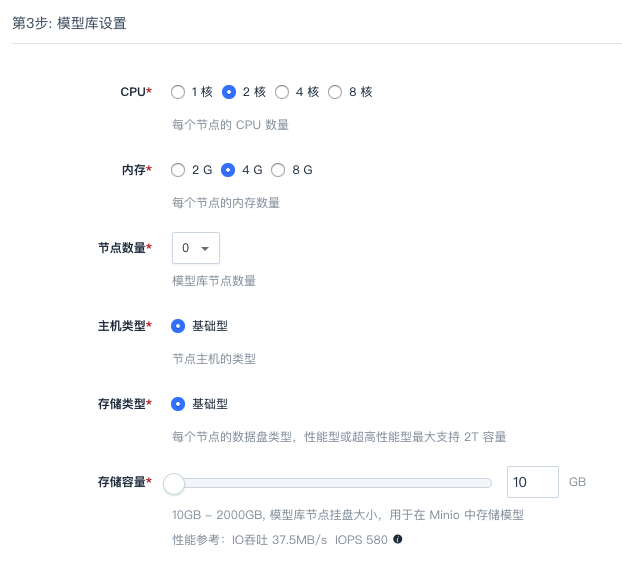 第3步: 模型库设置
CPU* 1 核 2 核 4 核 8 核
每个节点的 CPU 数量
内存* 2 G 4 G 8 G
每个节点的内存数量
节点数量* 0
模型库节点数量
主机类型* 基础型
节点主机的类型
存储类型* 基础型
每个节点的数据盘类型，性能型或超高性能型最大支持 2T 容量
存储容量* 10 GB
10GB – 2000GB, 模型库节点挂盘大小，用于在 Minio 中存储模型
性能参考：IO吞吐 37.5MB/s IOPS 580